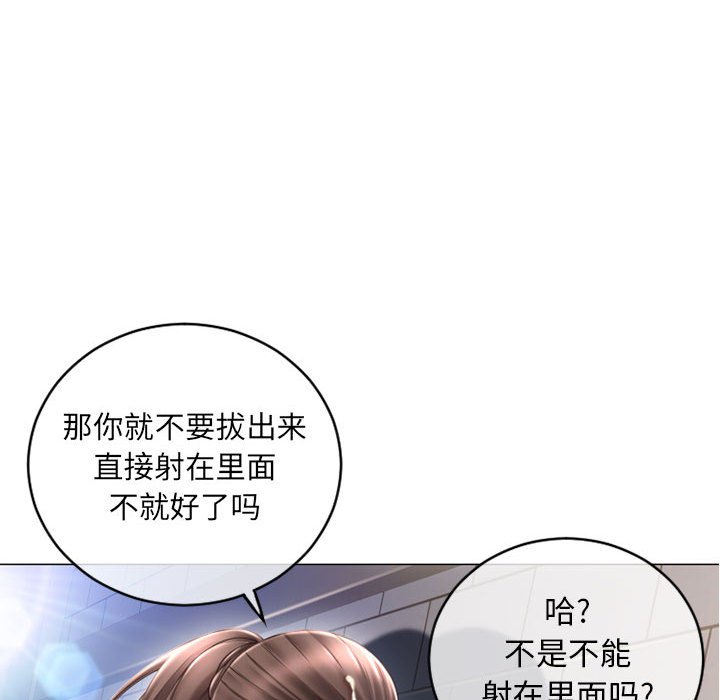 那你就不要拔出来
直接射在里面
不就好了吗
哈?
不是不能
射在里面吗?